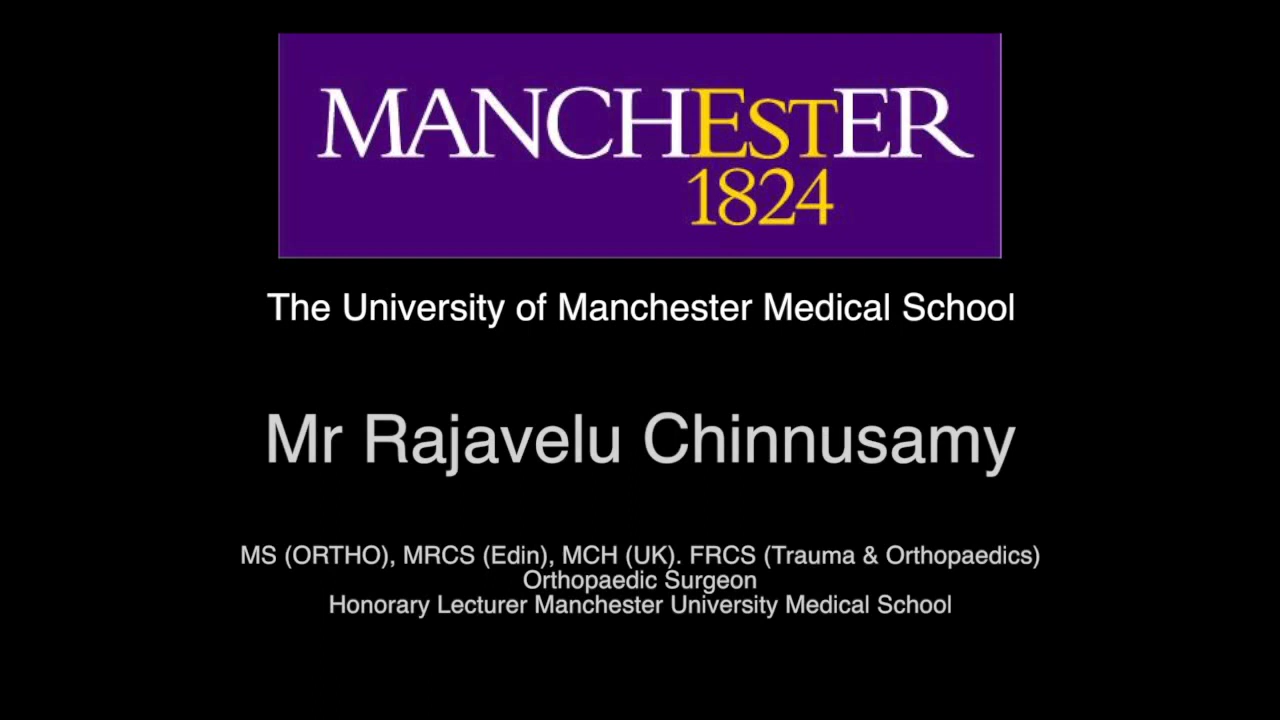 MANCHESTER
1824
The University of Manchester Medical School
Mr Rajavelu Chinnusamy
MS (ORTHO), MRCS (Edin), MCH (UK). FRCS (Trauma & Orthopaedics)
Orthopaedic Surgeon
Honorary Lecturer Manchester University Medical School